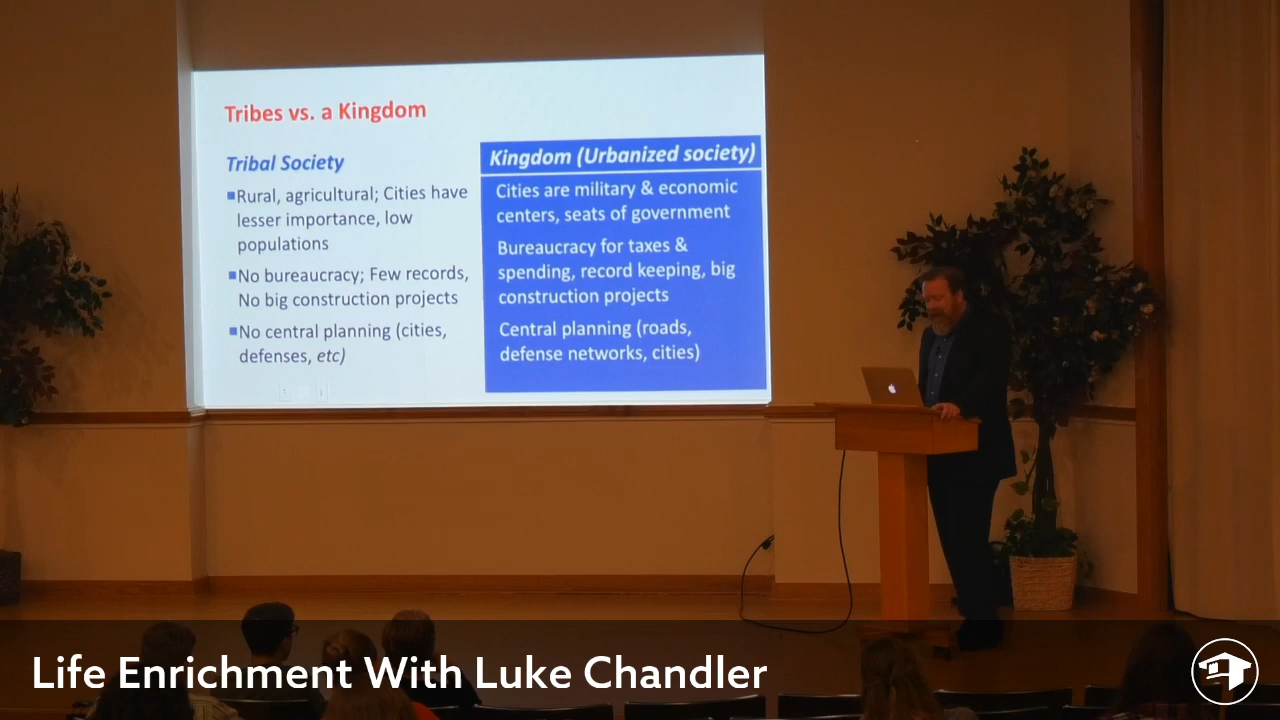 Tribes vs. a Kingdom
Tribal Society
▪Rural, agricultural; Cities have
lesser importance, low
populations
▪No bureaucracy; Few records,
No big construction projects
▪No central planning (cities,
defenses, etc)
Kingdom (Urbanized society)
Cities are military & economic
centers, seats of government
Bureaucracy for taxes &
spending, record keeping, big
construction projects
Central planning (roads,
defense networks, cities)
Life Enrichment With Luke Chandler